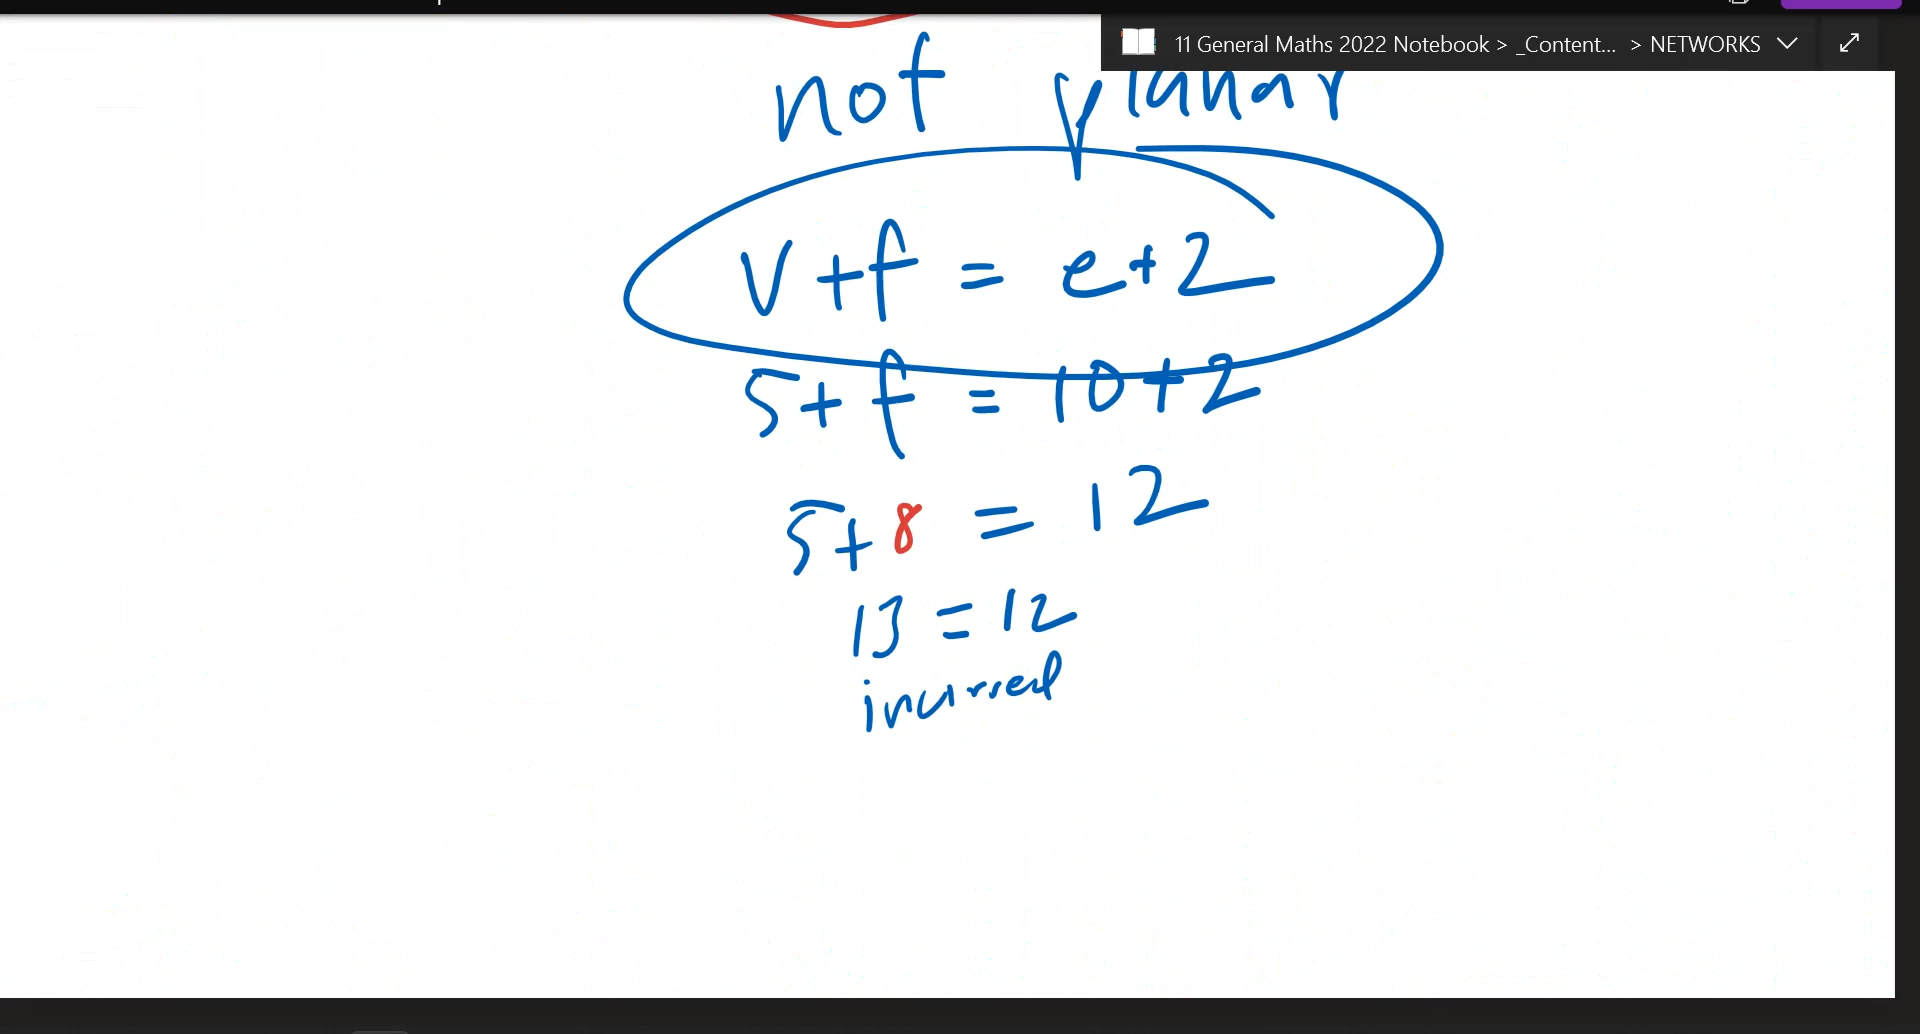 11 General Maths 2022 Notebook > _Content... > NETWORKS
not planar
v+f = e+2
5+f = 10+2
5+8 = 12
13 = 12
incorrect